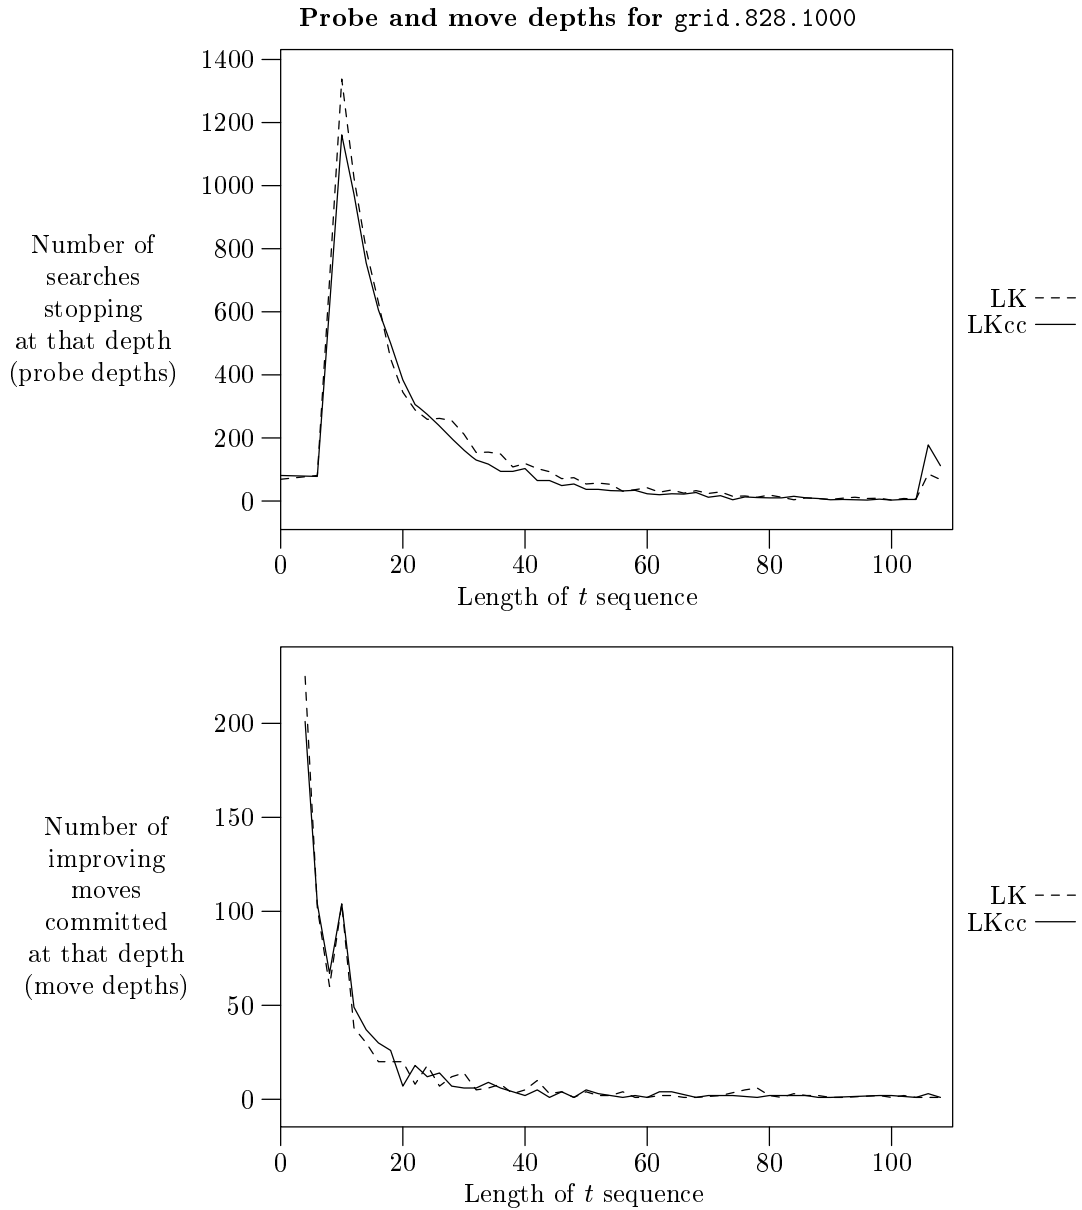 Probe and move depths for grid.828.1000
1400
1200
1000
800
600
400
200
0
Number of
searches
stopping
at that depth
(probe depths)
LK
LKcc
0 20 40 60 80 100
Length of t sequence
200
150
100
50
0
Number of
improving
moves
committed
at that depth
(move depths)
LK
LKcc
0 20 40 60 80 100
Length of t sequence